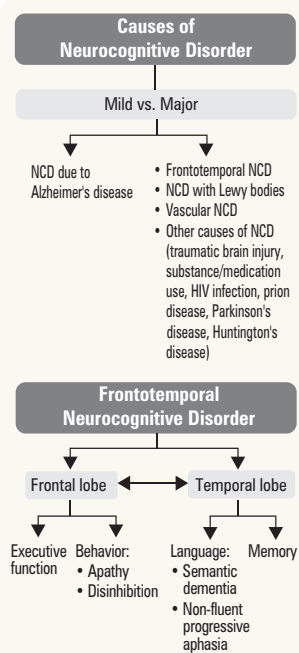 Causes of
Neurocognitive Disorder
Mild vs. Major
NCD due to
Alzheimer's disease
• Frontotemporal NCD
• NCD with Lewy bodies
• Vascular NCD
• Other causes of NCD
(traumatic brain injury,
substance/medication
use, HIV infection, prion
disease, Parkinson's
disease, Huntington's
disease)
Frontotemporal
Neurocognitive Disorder
Frontal lobe
Temporal lobe
Executive
function
Behavior:
• Apathy
• Disinhibition
Language:
• Semantic
dementia
• Non-fluent
progressive
aphasia
Memory